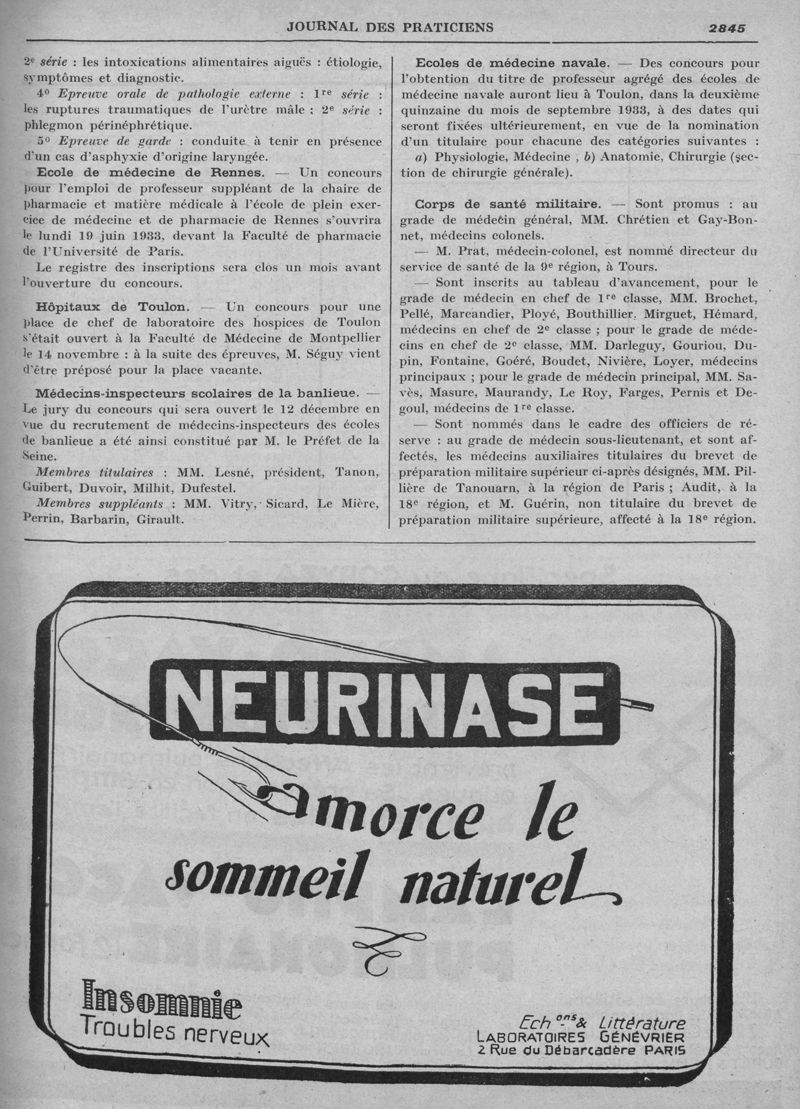 JOURNAL DES PRATICIENS 2845
2e série : les intoxications alimentaires aiguës : étiologie,
symptômes et diagnostic.
4o Epreuve orale de pathologie externe : 1re série :
les ruptures traumatiques de l'urètre mâle : 2e série :
phlegmon périnéphrétique.
5o Epreuve de garde : conduite à tenir en présence
d'un cas d'asphyxie d'origine laryngée.
Ecole de médecine de Rennes. — Un concours
pour l'emploi de professeur suppléant de la chaire de
pharmacie et matière médicale à l'école de plein exer-
cice de médecine et de pharmacie de Rennes s'ouvrira
le lundi 19 juin 1933, devant la Faculté de pharmacie
de l'Université de Paris.
Le registre des inscriptions sera clos un mois avant
l'ouverture du concours.
Hôpitaux de Toulon. — Un concours pour une
place de chef de laboratoire des hospices de Toulon
s'était ouvert à la Faculté de Médecine de Montpellier
le 14 novembre : à la suite des épreuves, M. Séguy vient
d'être préposé pour la place vacante.
Médecins-inspecteurs scolaires de la banlieue. —
Le jury du concours qui sera ouvert le 12 décembre en
vue du recrutement de médecins-inspecteurs des écoles
de banlieue a été ainsi constitué par M. le Préfet de la
Seine.
Membres titulaires : MM. Lesné, président, Tanon,
Guibert, Duvoir, Milhit, Dufestel.
Membres suppléants : MM. Vitry, Sicard, Le Mière,
Perrin, Barbarin, Girault.
Ecoles de médecine navale. — Des concours pour
l'obtention du titre de professeur agrégé des écoles de
médecine navale auront lieu à Toulon, dans la deuxième
quinzaine du mois de septembre 1933, à des dates qui
seront fixées ultérieurement, en vue de la nomination
d'un titulaire pour chacune des catégories suivantes :
a) Physiologie, Médecine , b) Anatomie, Chirurgie (sec-
tion de chirurgie générale).
Corps de santé militaire. — Sont promus : au
grade de médecin général, MM. Chrétien et Gay-Bon-
net, médecins colonels.
— M. Prat, médecin-colonel, est nommé directeur du
service de santé de la 9e région, à Tours.
— Sont inscrits au tableau d'avancement, pour le
grade de médecin en chef de 1re classe, MM. Brochet,
Pellé, Marcandier, Ployé, Bouthillier, Mirguet, Hémard,
médecins en chef de 2e classe ; pour le grade de méde-
cins en chef de 2e classe, MM. Darleguy, Gouriou, Du-
pin, Fontaine, Goéré, Boudet, Nivière, Loyer, médecins
principaux ; pour le grade de médecin principal, MM. Sa-
vès, Masure, Maurandy, Le Roy, Farges, Pernis et De-
goul, médecins de 1re classe.
— Sont nommés dans le cadre des officiers de ré-
serve : au grade de médecin sous-lieutenant, et sont af-
fectés, les médecins auxiliaires titulaires du brevet de
préparation militaire supérieur ci-après désignés, MM. Pil-
lière de Tanouarn, à la région de Paris ; Audit, à la
18e région, et M. Guérin, non titulaire du brevet de
préparation militaire supérieure, affecté à la 18e région.
NEURINASE
amorce le
sommeil naturel
Insomnie
Troubles nerveux
Ech ons & Littérature
LABORATOIRES GÉNÉVRIER
2 Rue du Débarcadère PARIS